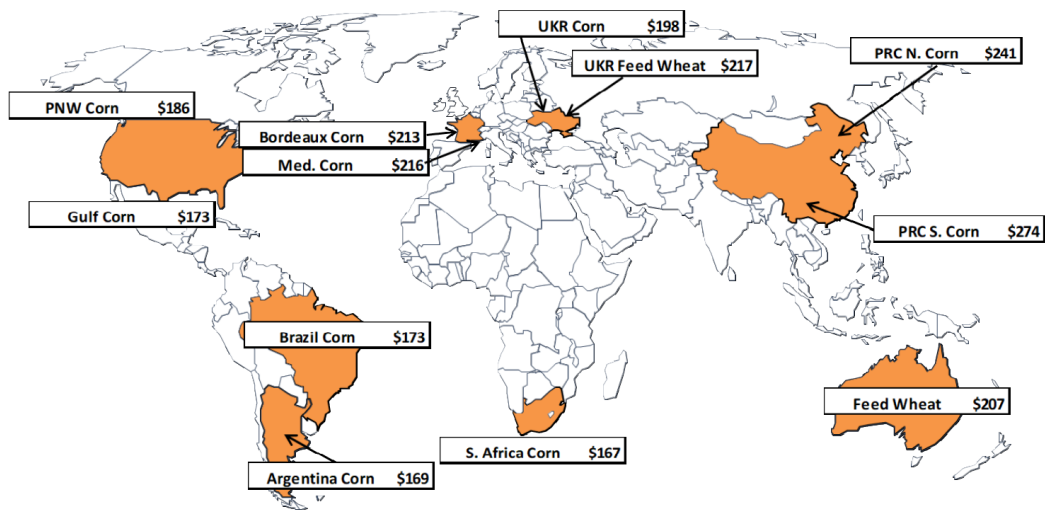 UKR Corn $198
PRC N. Corn $241
UKR Feed Wheat $217
PNW Corn $186
Bordeaux Corn $213
Med. Corn $216
Gulf Corn $173
PRC S. Corn $274
Brazil Corn $173
Feed Wheat $207
S. Africa Corn $167
Argentina Corn $169